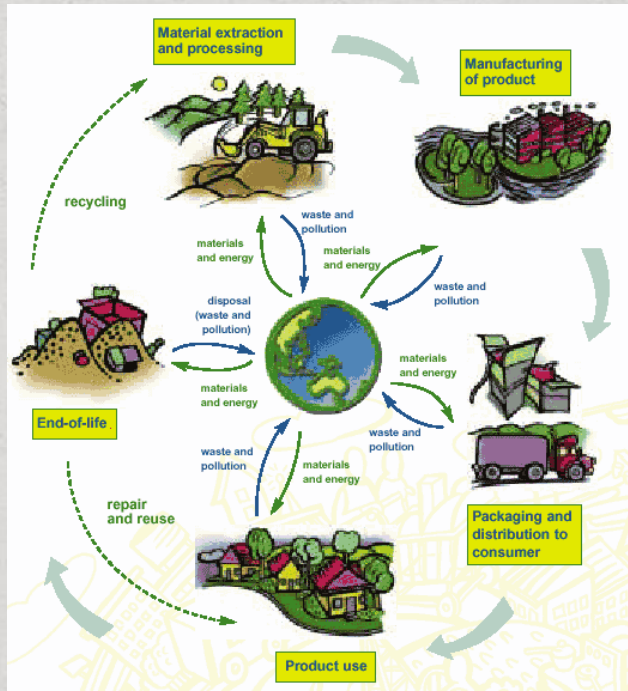 Material extraction
and processing
Manufacturing
of product
recycling
waste and
pollution
materials
and energy
materials
and energy
waste and
pollution
disposal
(waste and
pollution)
materials
and energy
materials
and energy
End-of-life.
waste and
pollution
waste and
pollution
materials
and energy
repair
and reuse
Packaging and
distribution to
consumer
Product use